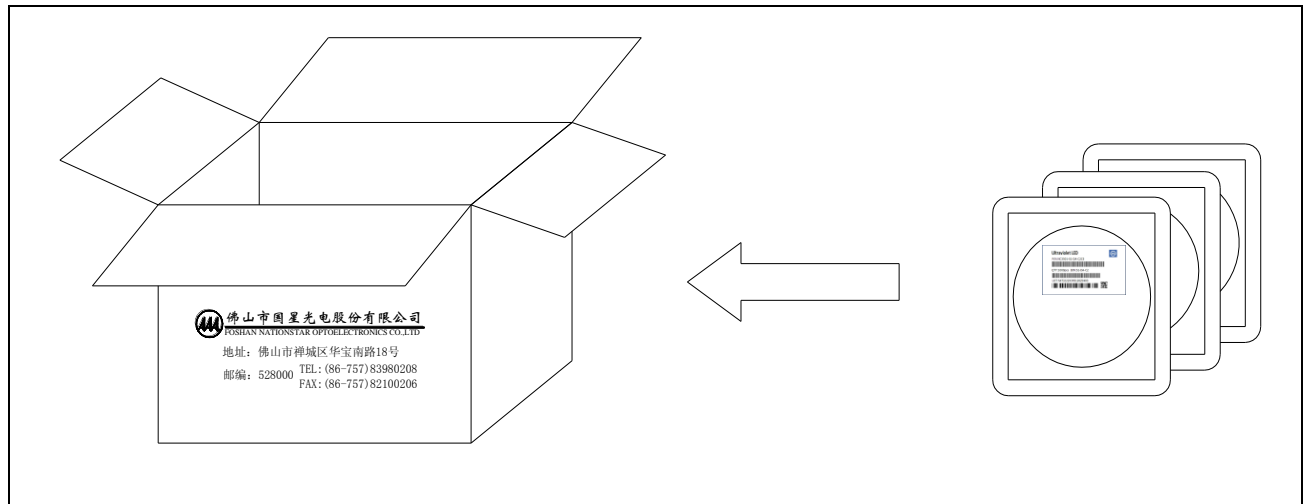 佛山市国星光电股份有限公司
FOSHAN NATIONSTAR OPTOELECTRONICS CO.,LTD
地址: 佛山市禅城区华宝南路18号
邮编: 528000 TEL:(86-757)83980208
FAX:(86-757)82100206
Ultraviolet LED